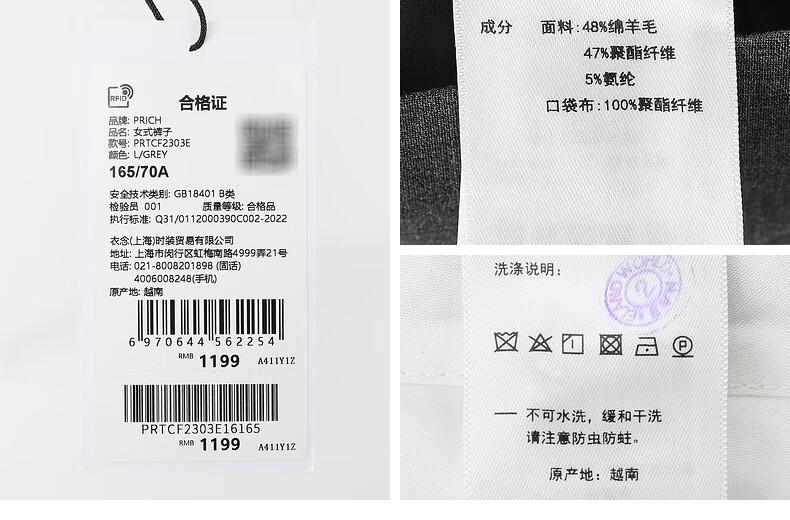 RFID
合格证
品牌: PRICH
品名: 女式裤子
款号: PRTCF2303E
颜色: L/GREY
165/70A
安全技术类别: GB18401 B类
检验员 001 质量等级: 合格品
执行标准: Q31/0112000390C002-2022
衣念(上海)时装贸易有限公司
地址: 上海市闵行区虹梅南路4999弄21号
电话: 021-8008201898 (固话)
4006008248(手机)
原产地: 越南
6 970644 562254
RMB 1199 A411Y1Z
PRTCF2303E16165
RMB 1199 A411Y1Z
成分 面料:48%绵羊毛
47%聚酯纤维
5%氨纶
口袋布:100%聚酯纤维
洗涤说明:
2
P
一 不可水洗，缓和干洗
请注意防虫防蛀。
原产地: 越南